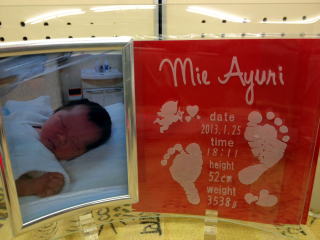 Mie Ayuri
date
2013.1.25
time
18:11
height
52cm
weight
3538g